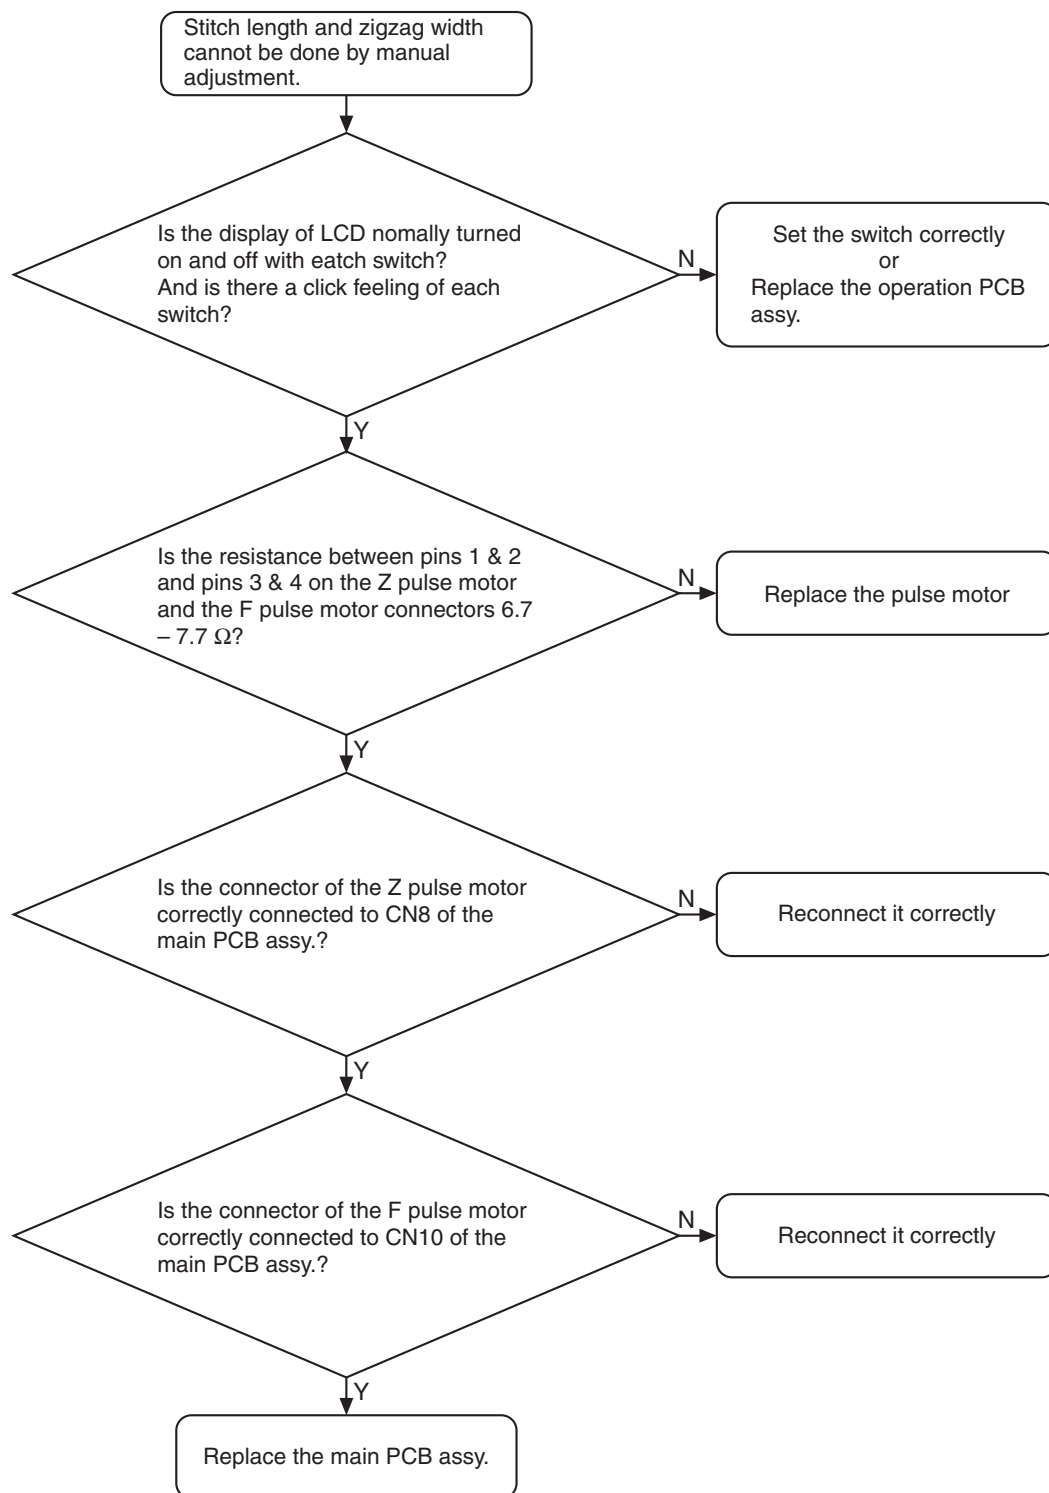 Stitch length and zigzag width
cannot be done by manual
adjustment.
Is the display of LCD nomally turned
on and off with eatch switch?
And is there a click feeling of each
switch?
N
Set the switch correctly
or
Replace the operation PCB
assy.
Y
Is the resistance between pins 1 & 2
and pins 3 & 4 on the Z pulse motor
and the F pulse motor connectors 6.7
– 7.7 Ω?
N
Replace the pulse motor
Y
Is the connector of the Z pulse motor
correctly connected to CN8 of the
main PCB assy.?
N
Reconnect it correctly
Y
Is the connector of the F pulse motor
correctly connected to CN10 of the
main PCB assy.?
N
Reconnect it correctly
Y
Replace the main PCB assy.